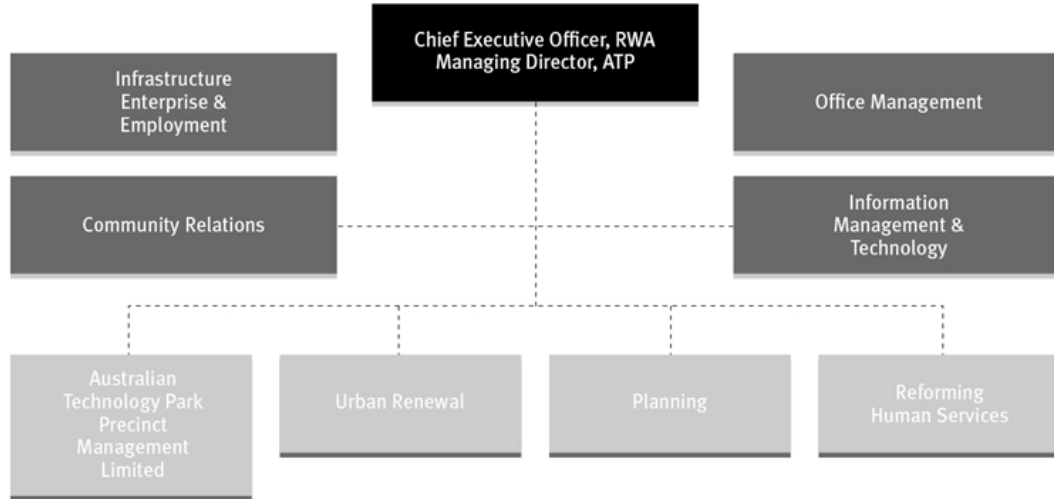 Chief Executive Officer, RWA
Managing Director, ATP
Infrastructure
Enterprise &
Employment
Office Management
Community Relations
Information
Management &
Technology
Australian
Technology Park
Precinct
Management
Limited
Urban Renewal
Planning
Reforming
Human Services